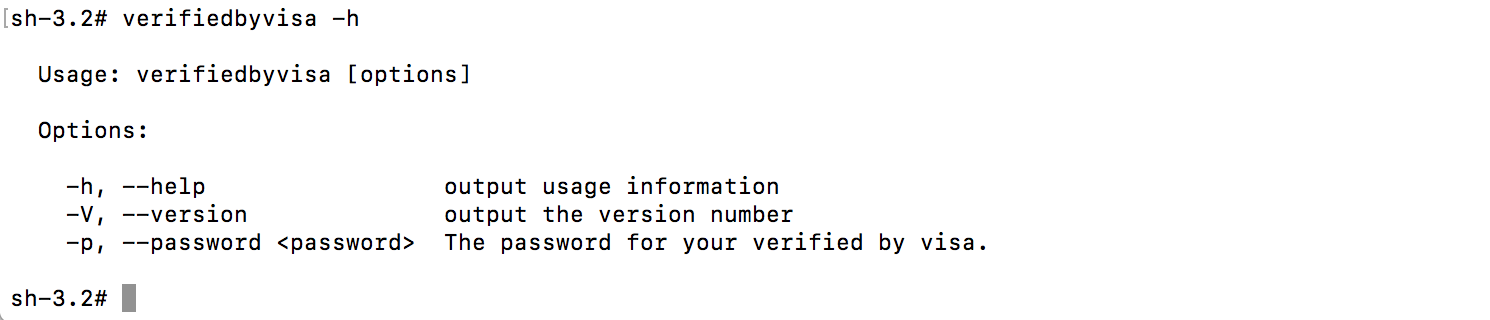 [sh-3.2# verifiedbyvisa -h
Usage: verifiedbyvisa [options]
Options:
-h, --help output usage information
-V, --version output the version number
-p, --password <password> The password for your verified by visa.
sh-3.2#